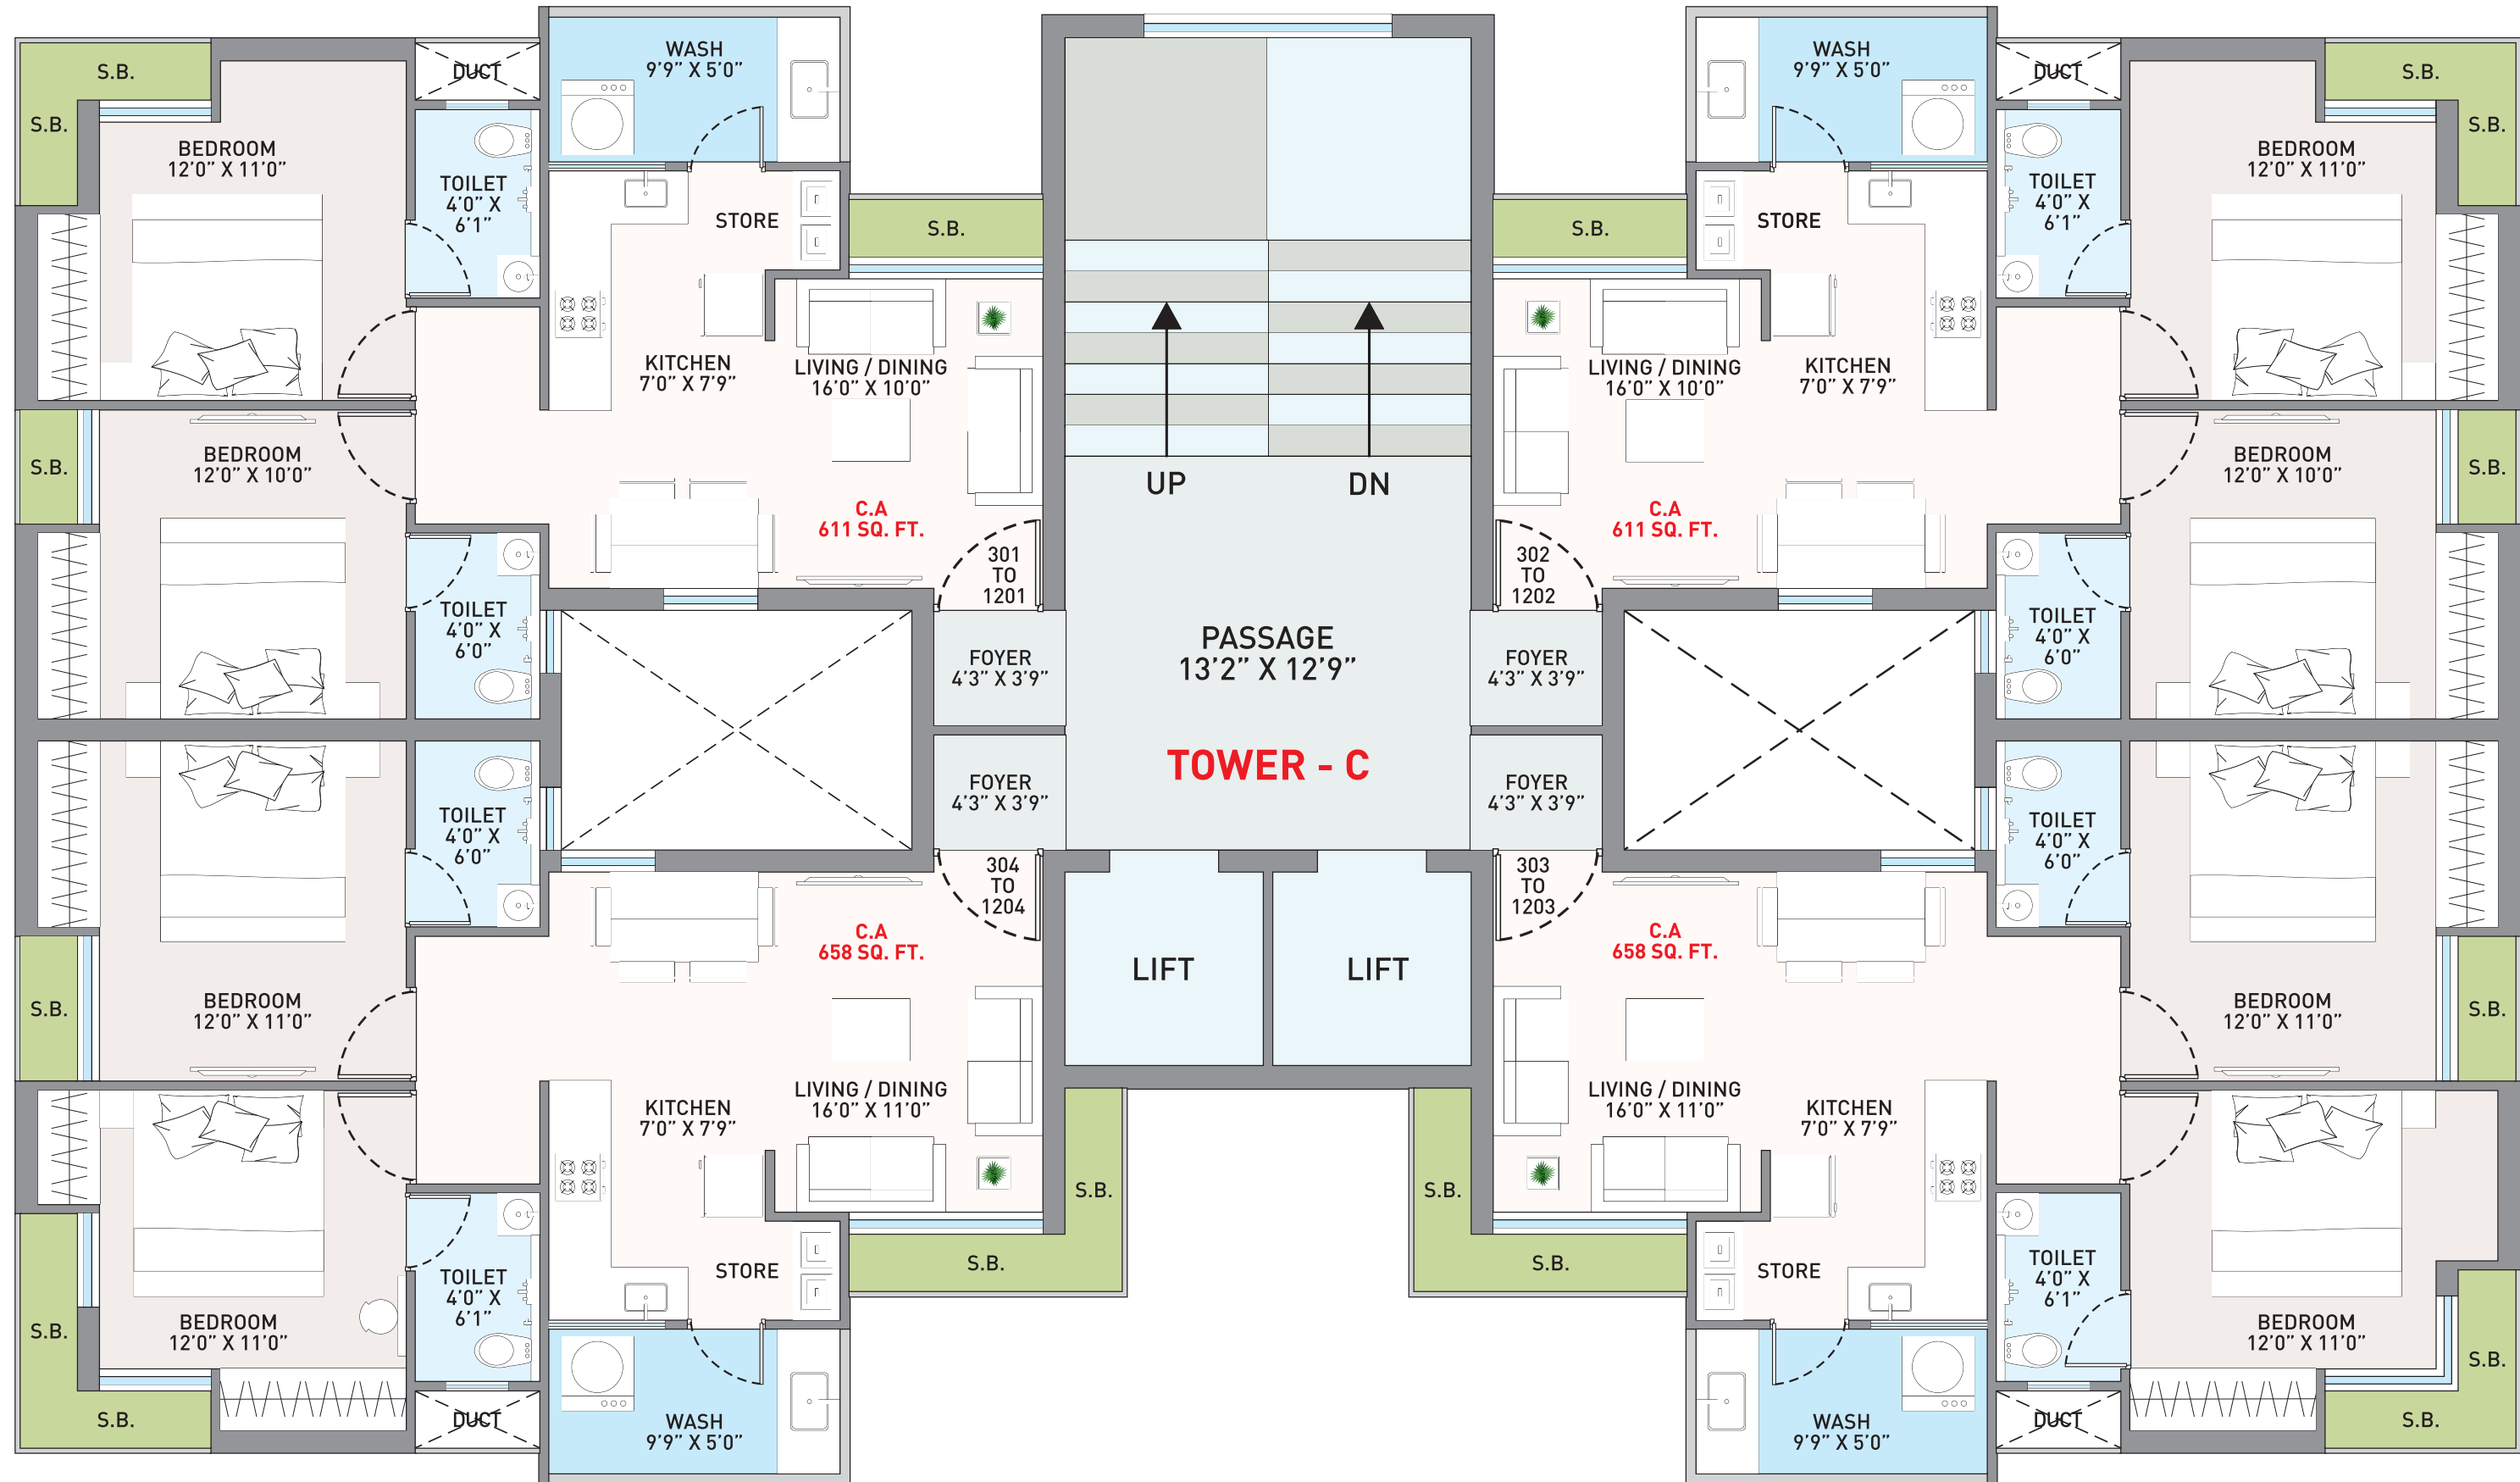 WASH
9'9" X 5'0"
WASH
9'9" X 5'0"
S.B.
DUCT
DUCT
S.B.
S.B.
S.B.
BEDROOM
12'0" X 11'0"
TOILET
4'0" X
6'1"
STORE
S.B.
S.B.
STORE
TOILET
4'0" X
6'1"
BEDROOM
12'0" X 11'0"
KITCHEN
7'0" X 7'9"
LIVING / DINING
16'0" X 10'0"
LIVING / DINING
16'0" X 10'0"
KITCHEN
7'0" X 7'9"
S.B.
BEDROOM
12'0" X 10'0"
UP
DN
BEDROOM
12'0" X 10'0"
S.B.
C.A
611 SQ. FT.
C.A
611 SQ. FT.
301
TO
1201
302
TO
1202
TOILET
4'0" X
6'0"
FOYER
4'3" X 3'9"
PASSAGE
13'2" X 12'9"
FOYER
4'3" X 3'9"
TOILET
4'0" X
6'0"
TOWER - C
FOYER
4'3" X 3'9"
FOYER
4'3" X 3'9"
TOILET
4'0" X
6'0"
TOILET
4'0" X
6'0"
304
TO
1204
303
TO
1203
C.A
658 SQ. FT.
C.A
658 SQ. FT.
LIFT
LIFT
S.B.
BEDROOM
12'0" X 11'0"
BEDROOM
12'0" X 11'0"
S.B.
KITCHEN
7'0" X 7'9"
LIVING / DINING
16'0" X 11'0"
LIVING / DINING
16'0" X 11'0"
KITCHEN
7'0" X 7'9"
S.B.
S.B.
STORE
S.B.
S.B.
STORE
TOILET
4'0" X
6'1"
TOILET
4'0" X
6'1"
S.B.
BEDROOM
12'0" X 11'0"
BEDROOM
12'0" X 11'0"
S.B.
S.B.
DUCT
WASH
9'9" X 5'0"
WASH
9'9" X 5'0"
DUCT
S.B.